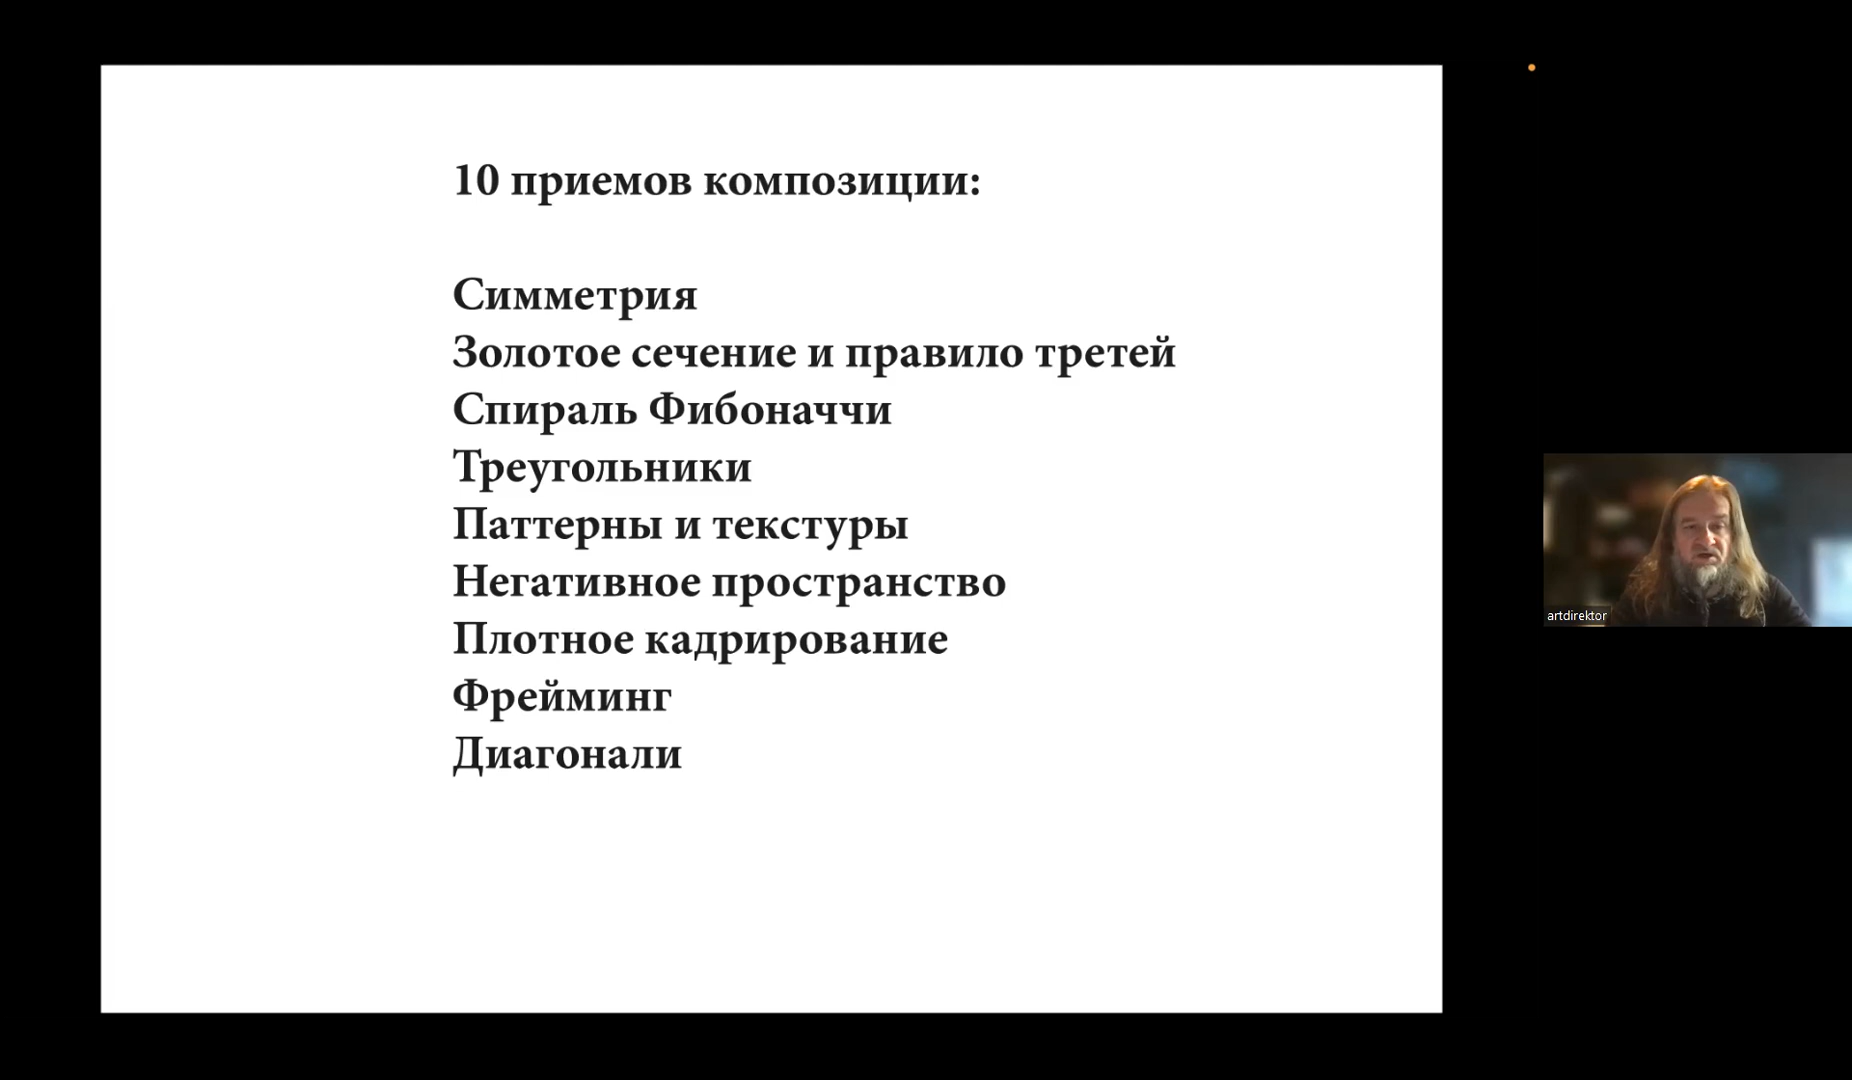 10 приемов композиции:
Симметрия
Золотое сечение и правило третей
Спираль Фибоначчи
Треугольники
Паттерны и текстуры
Негативное пространство
Плотное кадрирование
Фрейминг
Диагонали
artdirektor